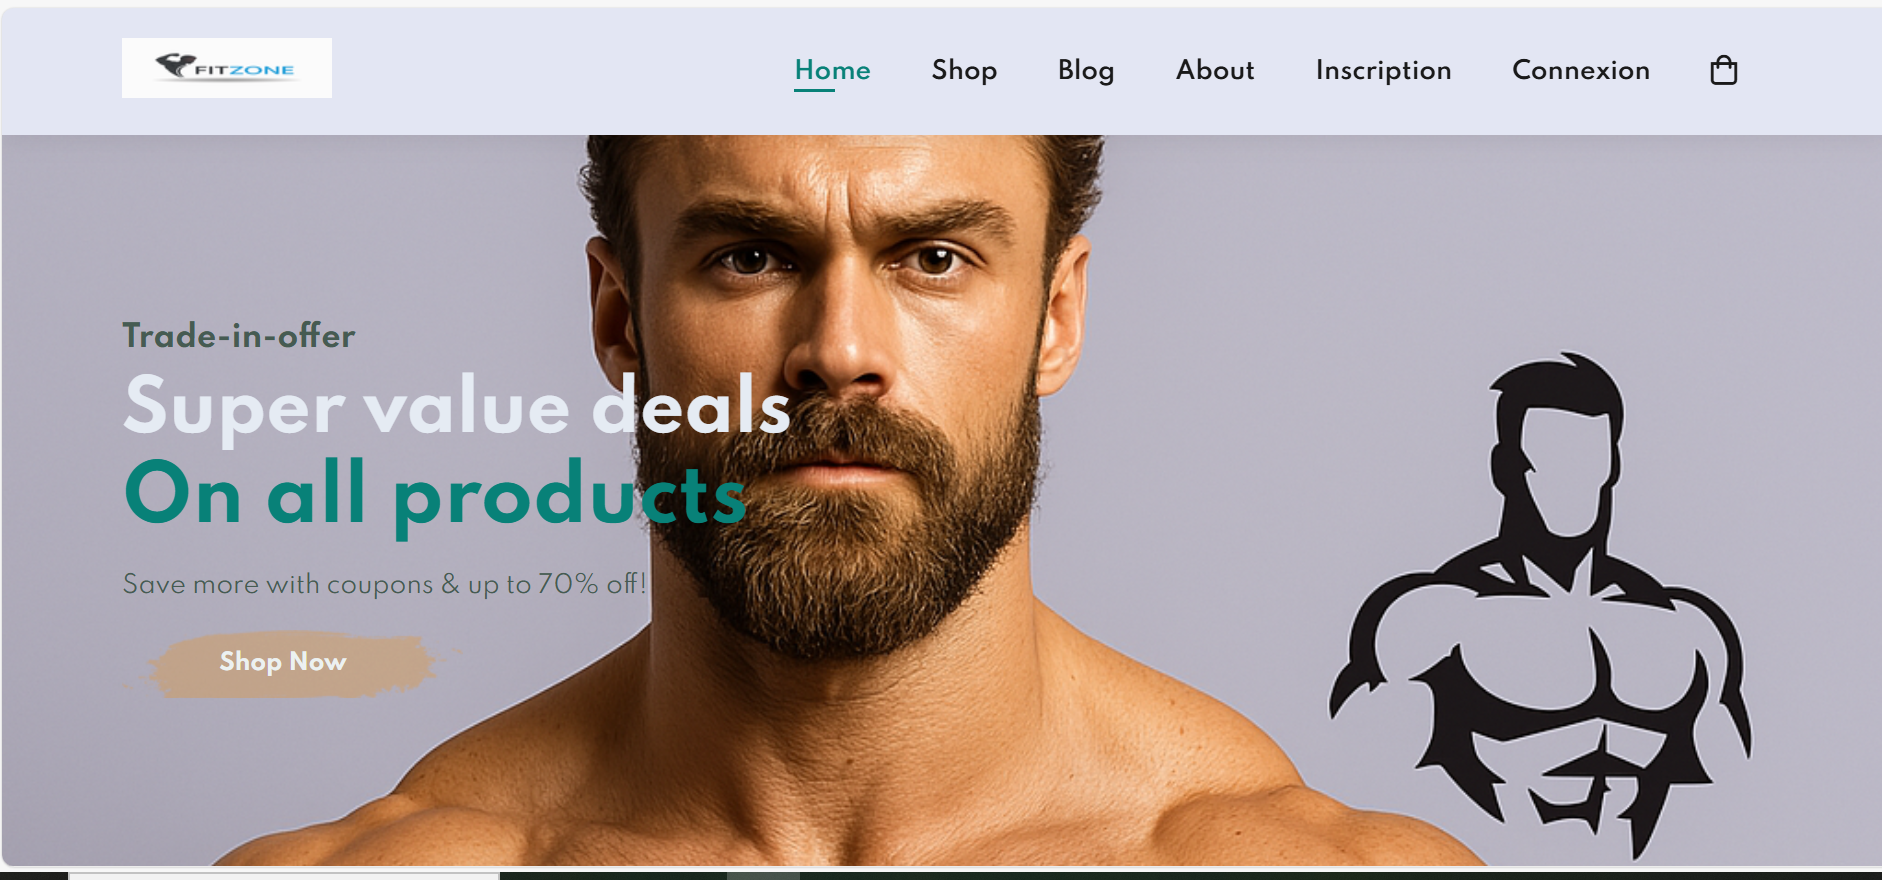 FITZONE
Home Shop Blog About Inscription Connexion
Trade-in-offer
Super value deals
On all products
Save more with coupons & up to 70% off!
Shop Now